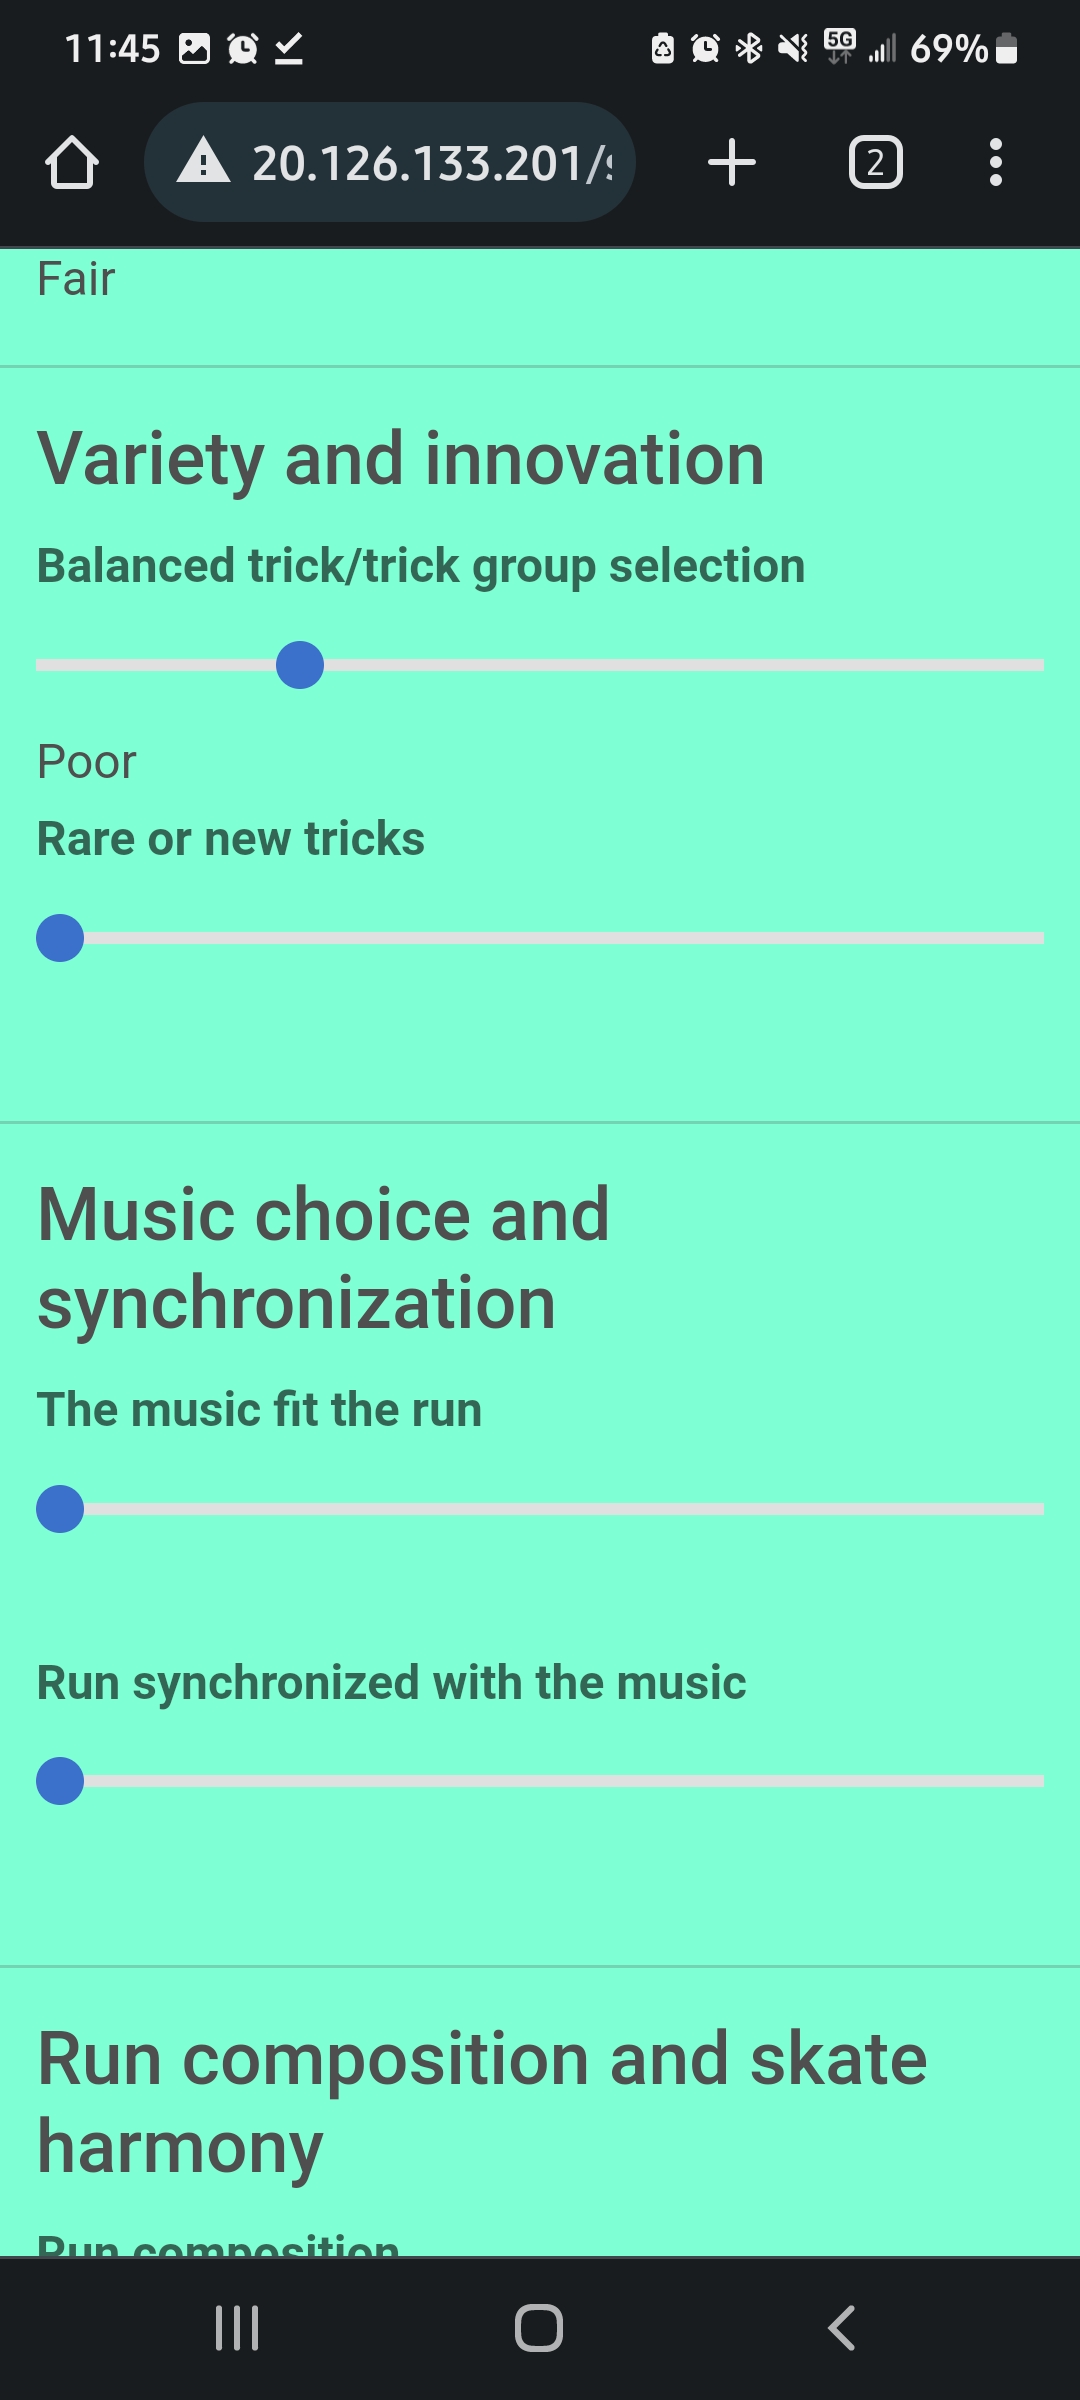 11:45 5G 69%
20.126.133.201/ 2
Fair
Variety and innovation
Balanced trick/trick group selection
Poor
Rare or new tricks
Music choice and
synchronization
The music fit the run
Run synchronized with the music
Run composition and skate
harmony
Run composition